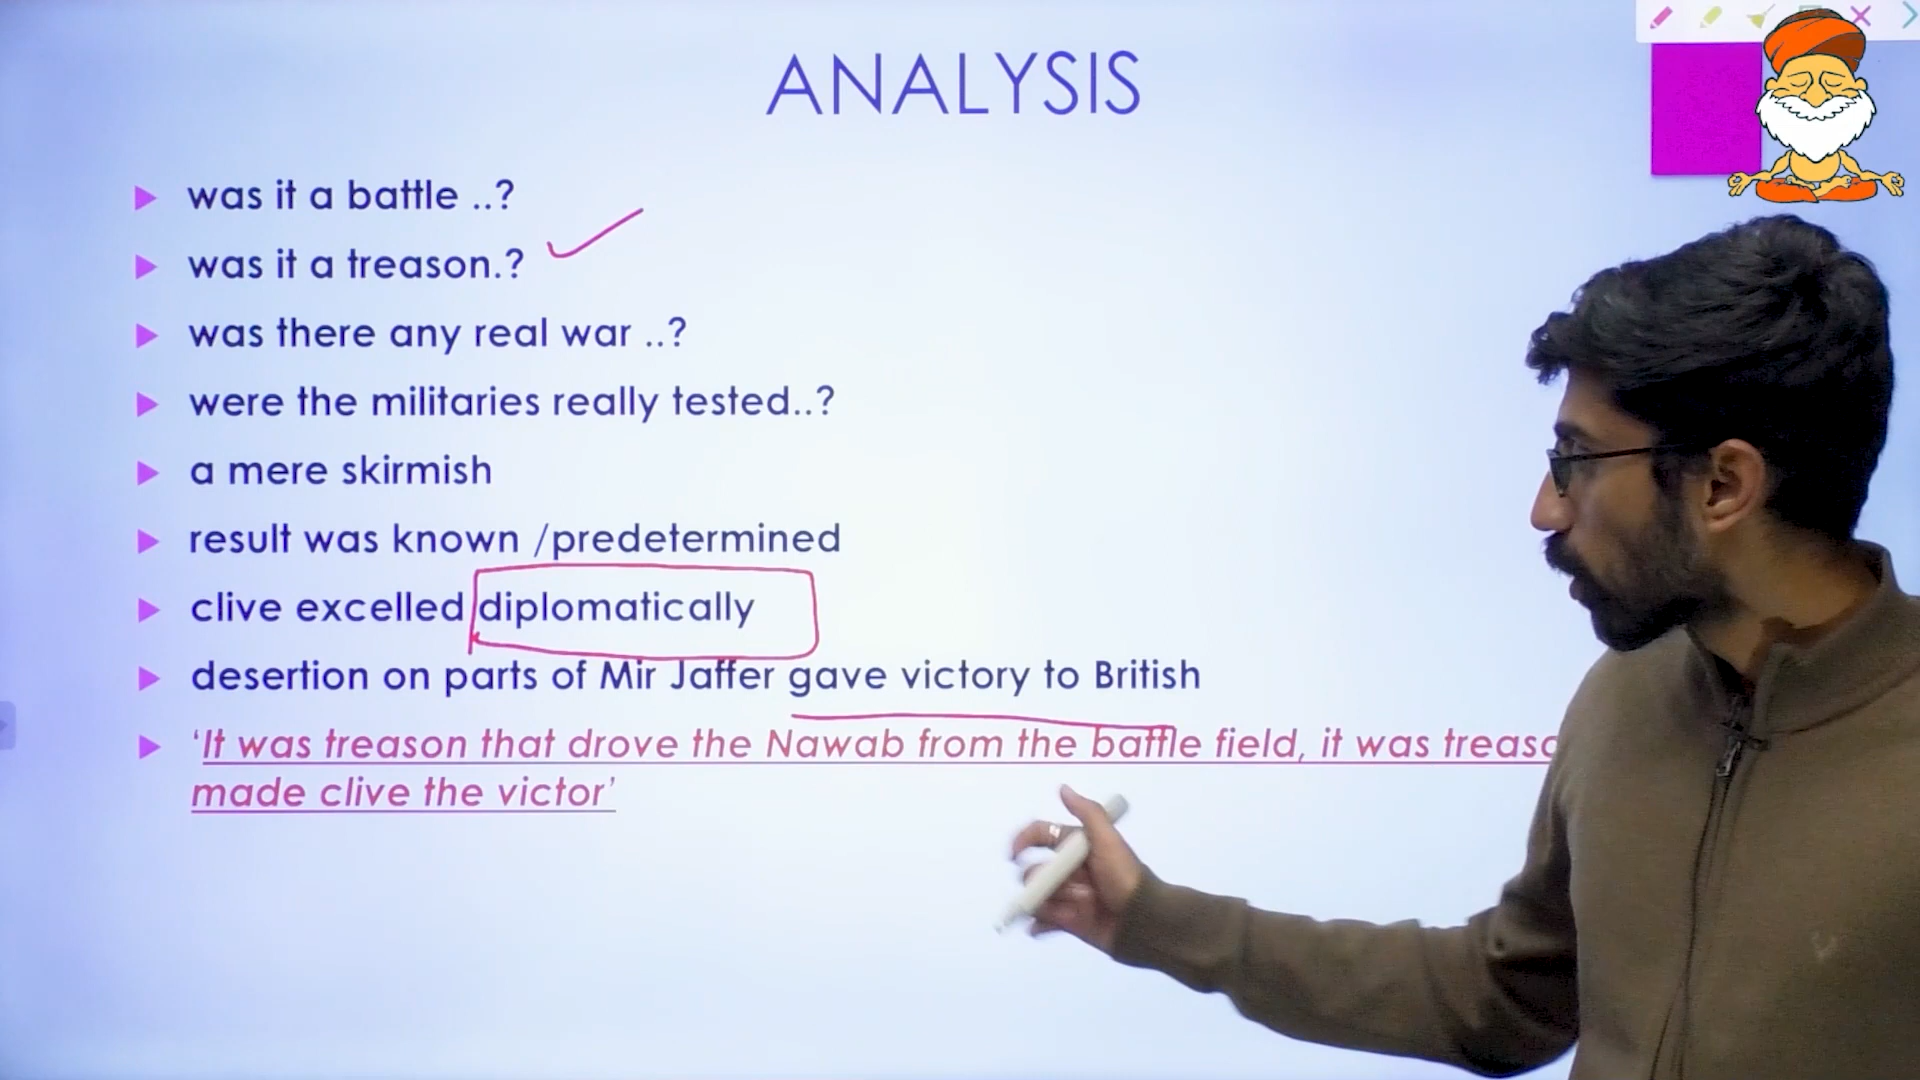 ANALYSIS
was it a battle ..?
was it a treason.?
was there any real war ..?
were the militaries really tested..?
a mere skirmish
result was known /predetermined
clive excelled diplomatically
desertion on parts of Mir Jaffer gave victory to British
‘It was treason that drove the Nawab from the battle field, it was
made clive the victor’